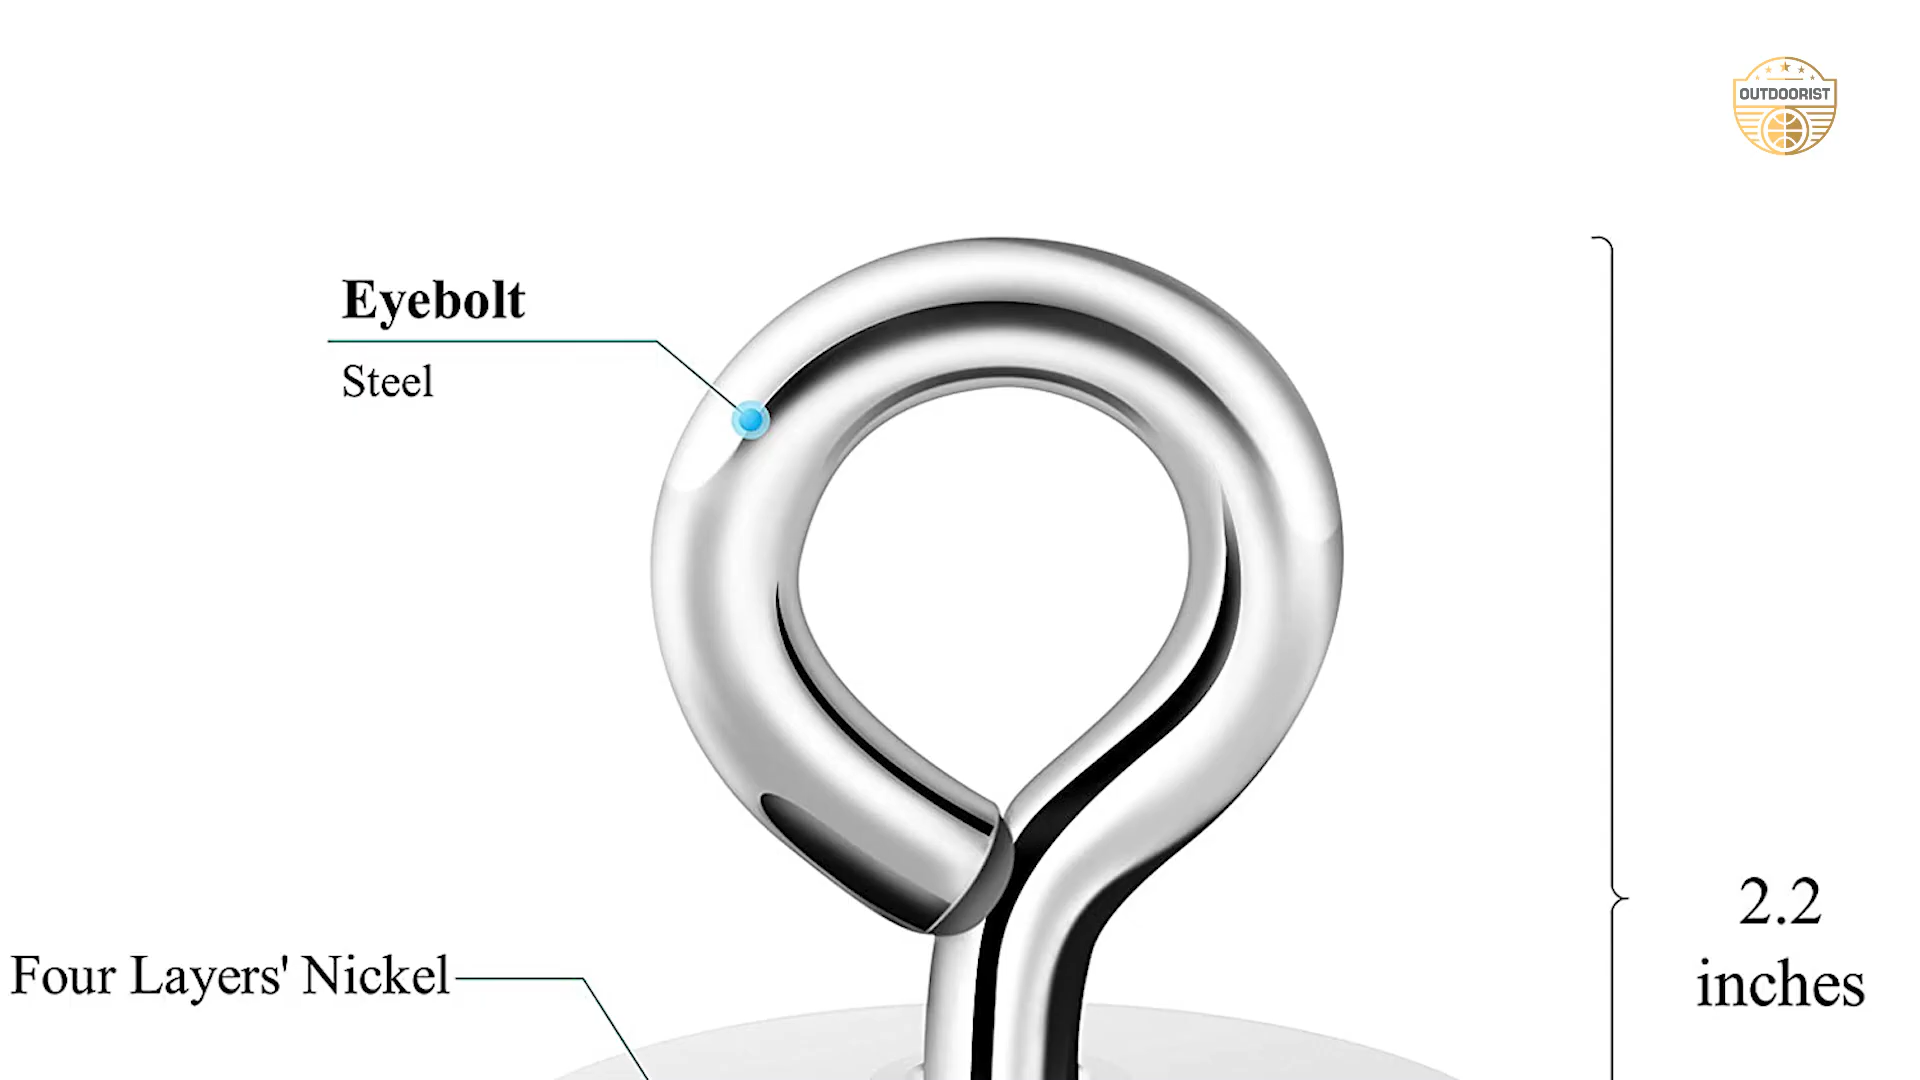 OUTDOORIST
Eyebolt
Steel
2.2
inches
Four Layers' Nickel